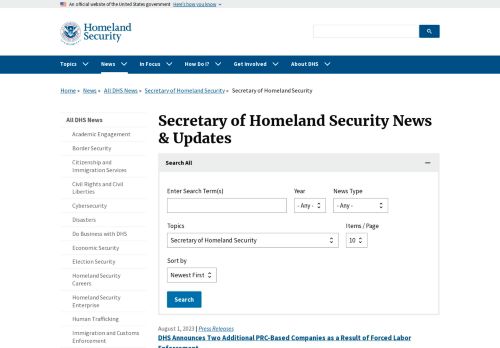 An official website of the United States government Here's how you know
Homeland
Security
Topics News In Focus How Do I? Get Involved About DHS
Home » News » All DHS News » Secretary of Homeland Security » Secretary of Homeland Security
All DHS News
Academic Engagement
Border Security
Citizenship and
Immigration Services
Civil Rights and Civil
Liberties
Cybersecurity
Disasters
Do Business with DHS
Economic Security
Election Security
Homeland Security
Careers
Homeland Security
Enterprise
Human Trafficking
Immigration and Customs
Enforcement
Secretary of Homeland Security News
& Updates
Search All
Enter Search Term(s) Year News Type
- Any - - Any -
Topics Items / Page
Secretary of Homeland Security 10
Sort by
Newest First
Search
August 1, 2023 | Press Releases
DHS Announces Two Additional PRC-Based Companies as a Result of Forced Labor
Enforcement